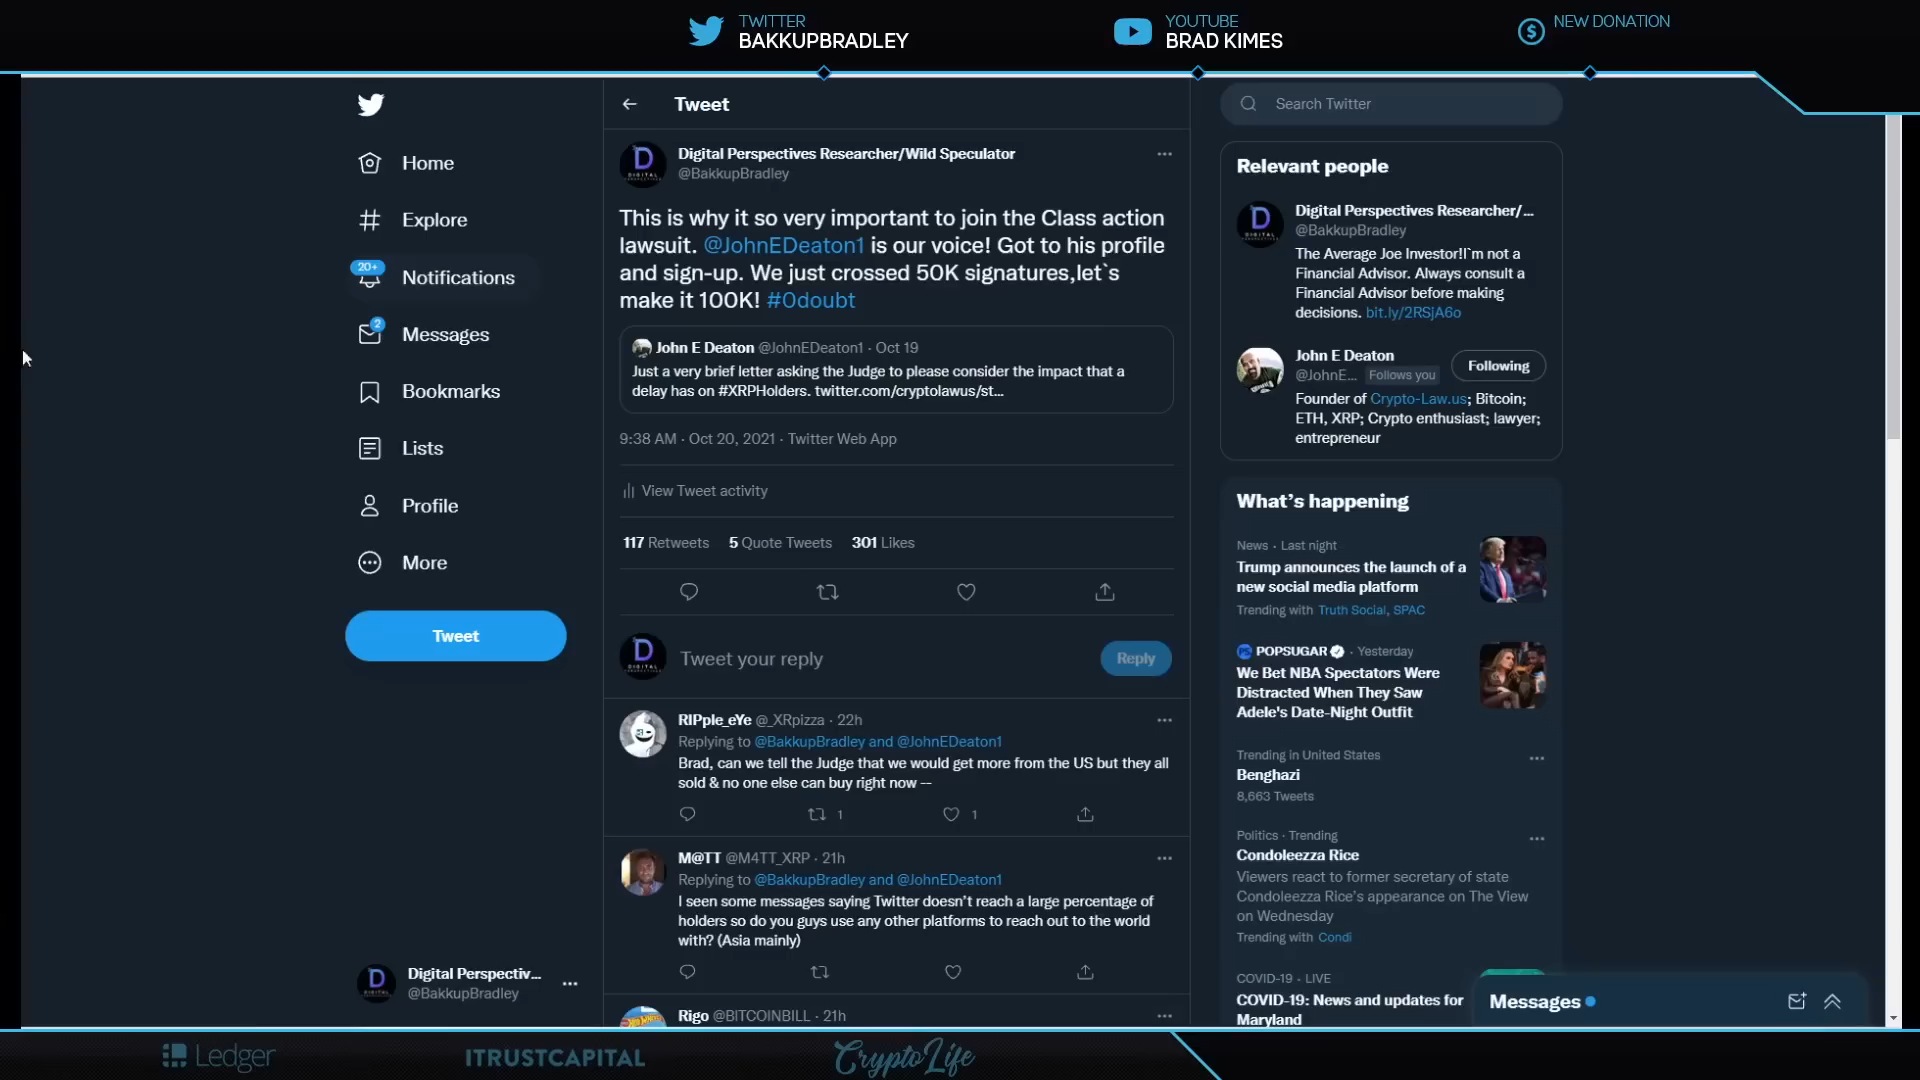 TWITTER
BAKKUPBRADLEY
YOUTUBE
BRAD KIMES
NEW DONATION
Home
Explore
20+
Notifications
2
Messages
Bookmarks
Lists
Profile
More
Tweet
Digital Perspectiv...
@BakkupBradley
Tweet
Digital Perspectives Researcher/Wild Speculator
@BakkupBradley
This is why it so very important to join the Class action
lawsuit. @JohnEDeaton1 is our voice! Got to his profile
and sign-up. We just crossed 50K signatures,let`s
make it 100K! #0doubt
John E Deaton @JohnEDeaton1 · Oct 19
Just a very brief letter asking the Judge to please consider the impact that a
delay has on #XRPHolders. twitter.com/cryptolawus/st...
9:38 AM · Oct 20, 2021 · Twitter Web App
View Tweet activity
117 Retweets 5 Quote Tweets 301 Likes
Tweet your reply
Reply
RIPple_eYe @_XRpizza · 22h
Replying to @BakkupBradley and @JohnEDeaton1
Brad, can we tell the Judge that we would get more from the US but they all
sold & no one else can buy right now --
1 1
M@TT @M4TT_XRP · 21h
Replying to @BakkupBradley and @JohnEDeaton1
I seen some messages saying Twitter doesn't reach a large percentage of
holders so do you guys use any other platforms to reach out to the world
with? (Asia mainly)
Rigo @BITCOINBILL · 21h
Search Twitter
Relevant people
Digital Perspectives Researcher/...
@BakkupBradley
The Average Joe Investor!I`m not a
Financial Advisor. Always consult a
Financial Advisor before making
decisions. bit.ly/2RSjA6o
John E Deaton
@JohnE... Follows you
Following
Founder of Crypto-Law.us; Bitcoin;
ETH, XRP; Crypto enthusiast; lawyer;
entrepreneur
What's happening
News · Last night
Trump announces the launch of a
new social media platform
Trending with Truth Social, SPAC
POPSUGAR · Yesterday
We Bet NBA Spectators Were
Distracted When They Saw
Adele's Date-Night Outfit
Trending in United States
Benghazi
8,663 Tweets
Politics · Trending
Condoleezza Rice
Viewers react to former secretary of state
Condoleezza Rice's appearance on The View
on Wednesday
Trending with Condi
COVID-19 · LIVE
COVID-19: News and updates for
Maryland
Messages
Ledger
ITRUSTCAPITAL
CryptoLife